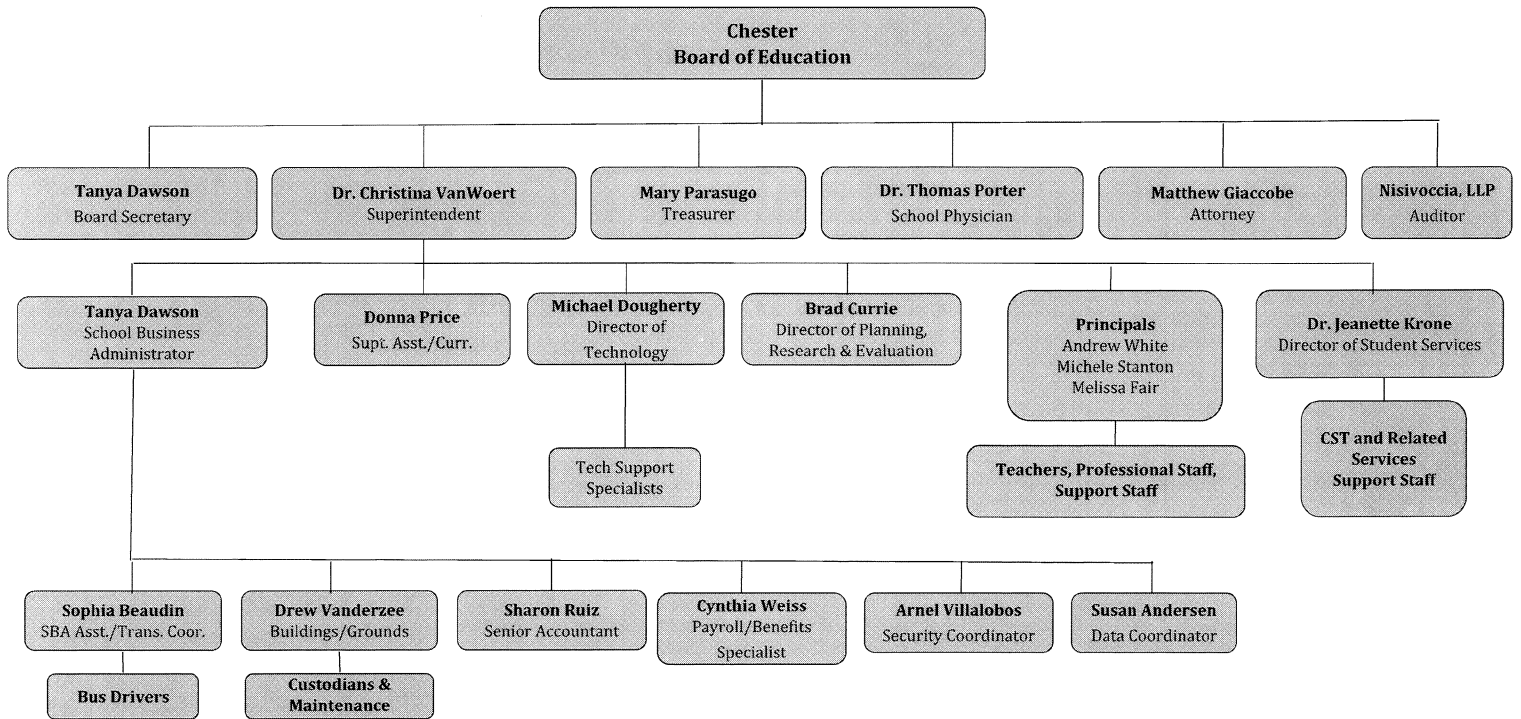 Chester
Board of Education
Tanya Dawson
Board Secretary
Dr. Christina VanWoert
Superintendent
Mary Parasugo
Treasurer
Dr. Thomas Porter
School Physician
Matthew Giaccobe
Attorney
Nisivoccia, LLP
Auditor
Tanya Dawson
School Business
Administrator
Donna Price
Supt. Asst./Curr.
Michael Dougherty
Director of
Technology
Brad Currie
Director of Planning,
Research & Evaluation
Principals
Andrew White
Michele Stanton
Melissa Fair
Dr. Jeanette Krone
Director of Student Services
Tech Support
Specialists
Teachers, Professional Staff,
Support Staff
CST and Related
Services
Support Staff
Sophia Beaudin
SBA Asst./Trans. Coor.
Drew Vanderzee
Buildings/Grounds
Sharon Ruiz
Senior Accountant
Cynthia Weiss
Payroll/Benefits
Specialist
Arnel Villalobos
Security Coordinator
Susan Andersen
Data Coordinator
Bus Drivers
Custodians &
Maintenance